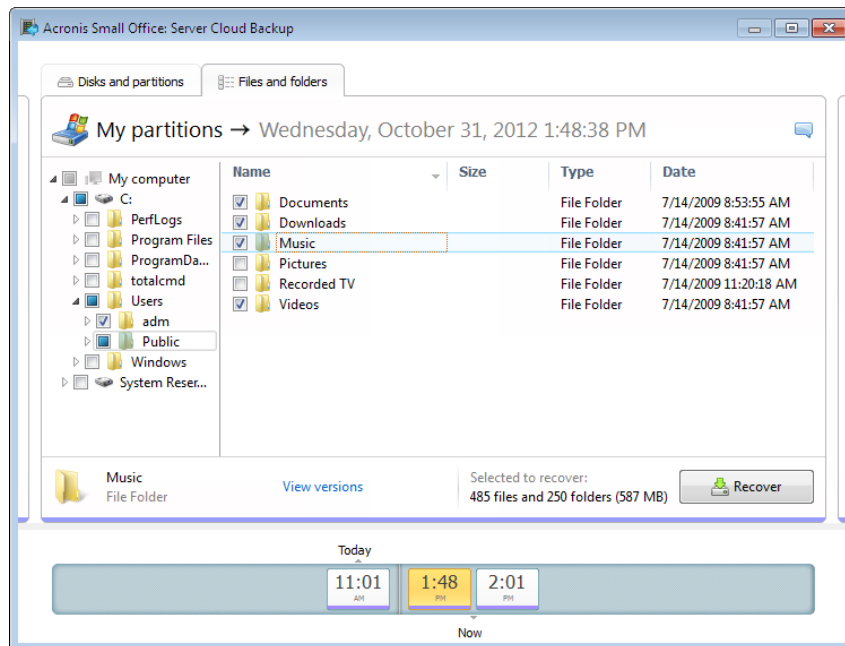 Acronis Small Office: Server Cloud Backup
Disks and partitions
Files and folders
My partitions → Wednesday, October 31, 2012 1:48:38 PM
My computer
C:
PerfLogs
Program Files
ProgramDa...
totalcmd
Users
adm
Public
Windows
System Reser...
Name Size Type Date
Documents File Folder 7/14/2009 8:53:55 AM
Downloads File Folder 7/14/2009 8:41:57 AM
Music File Folder 7/14/2009 8:41:57 AM
Pictures File Folder 7/14/2009 8:41:57 AM
Recorded TV File Folder 7/14/2009 11:20:18 AM
Videos File Folder 7/14/2009 8:41:57 AM
Music
File Folder
View versions
Selected to recover:
485 files and 250 folders (587 MB)
Recover
Today
11:01 1:48 2:01
AM PM PM
Now